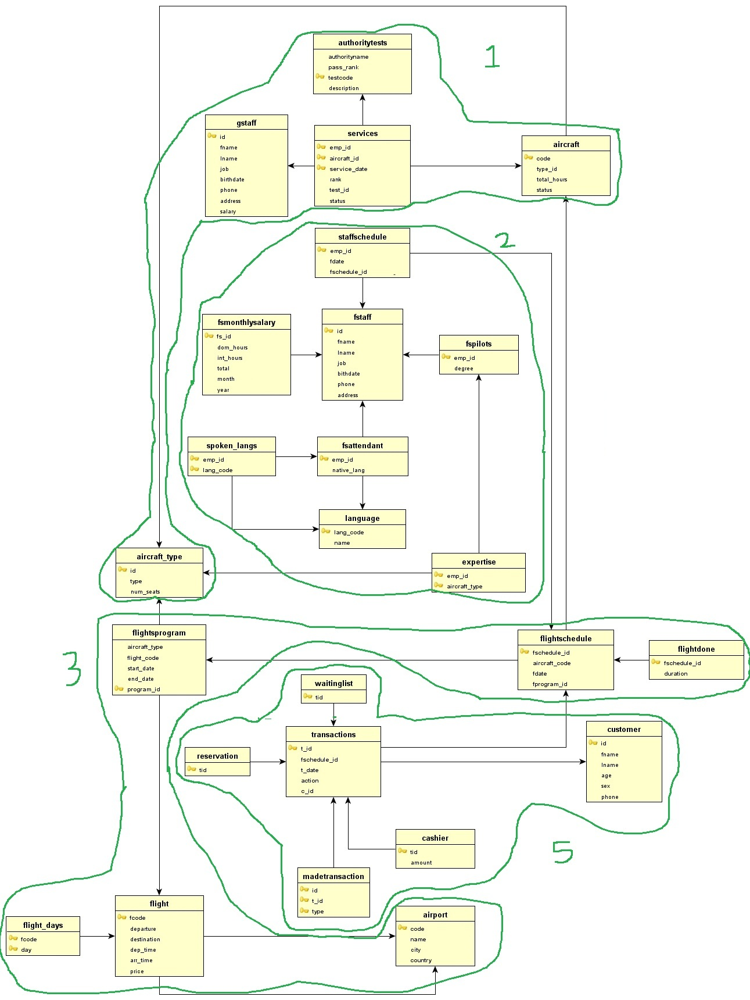 authoritytests
authorityname
pass_rank
testcode
description
1
gstaff
id
fname
lname
job
birthdate
phone
address
salary
services
emp_id
aircraft_id
service_date
rank
test_id
status
aircraft
code
type_id
total_hours
status
staffschedule
emp_id
fdate
fschedule_id
2
fsmonthlysalary
fs_id
dom_hours
int_hours
total
month
year
fstaff
id
fname
lname
job
bithdate
phone
address
fspilots
emp_id
degree
spoken_langs
emp_id
lang_code
fsattendant
emp_id
native_lang
language
lang_code
name
aircraft_type
id
type
num_seats
expertise
emp_id
aircraft_type
3
flightsprogram
aircraft_type
flight_code
start_date
end_date
program_id
flightschedule
fschedule_id
aircraft_code
fdate
fprogram_id
flightdone
fschedule_id
duration
waitinglist
tid
reservation
tid
transactions
t_id
fschedule_id
t_date
action
c_id
customer
id
fname
lname
age
sex
phone
cashier
tid
amount
5
madetransaction
id
t_id
type
flight_days
fcode
day
flight
fcode
departure
destination
dep_time
arr_time
price
airport
code
name
city
country